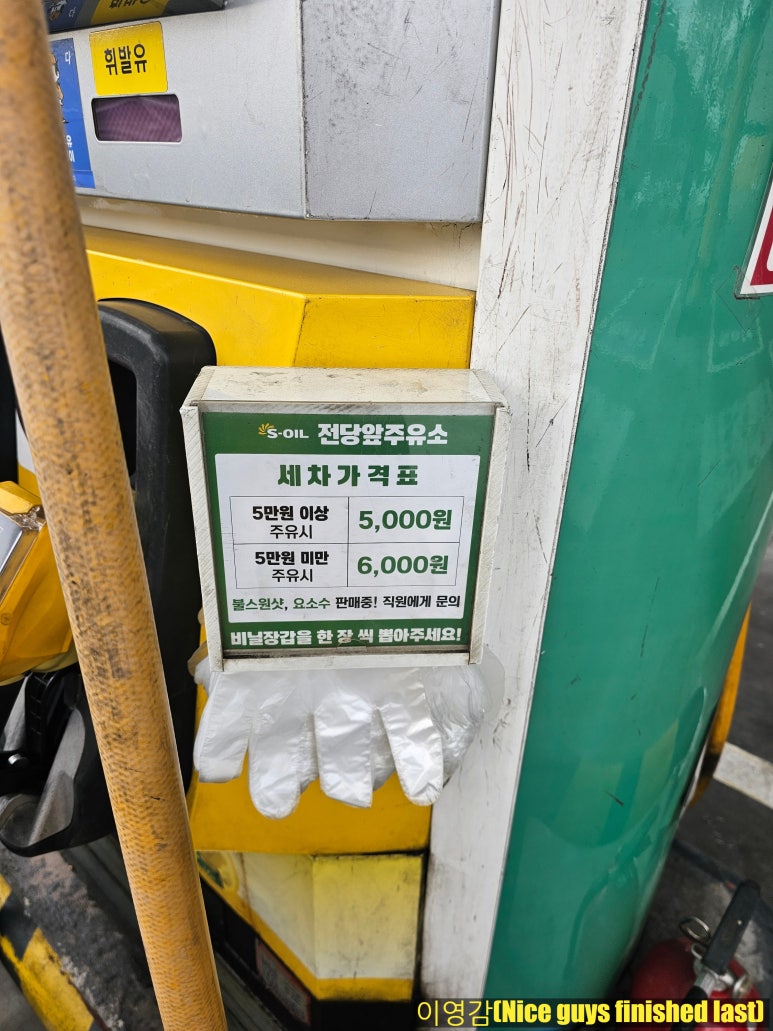 휘발유
S-OIL 전당앞주유소
세차가격표
5만원 이상 주유시 5,000원
5만원 미만 주유시 6,000원
불스원샷, 요소수 판매중! 직원에게 문의
비닐장갑을 한 장 씩 뽑아주세요!
이영감(Nice guys finished last)